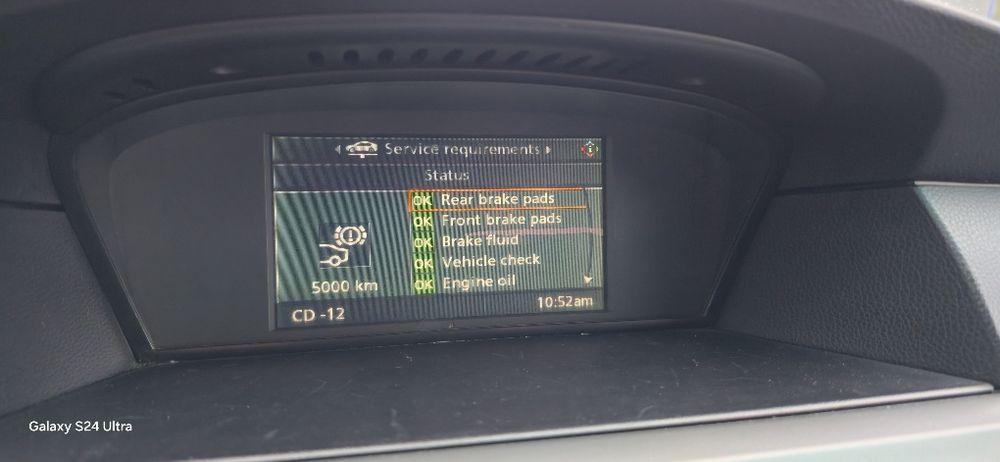 Service requirements
Status
OK Rear brake pads
OK Front brake pads
OK Brake fluid
OK Vehicle check
OK Engine oil
5000 km
10:52am
CD -12
Galaxy S24 Ultra